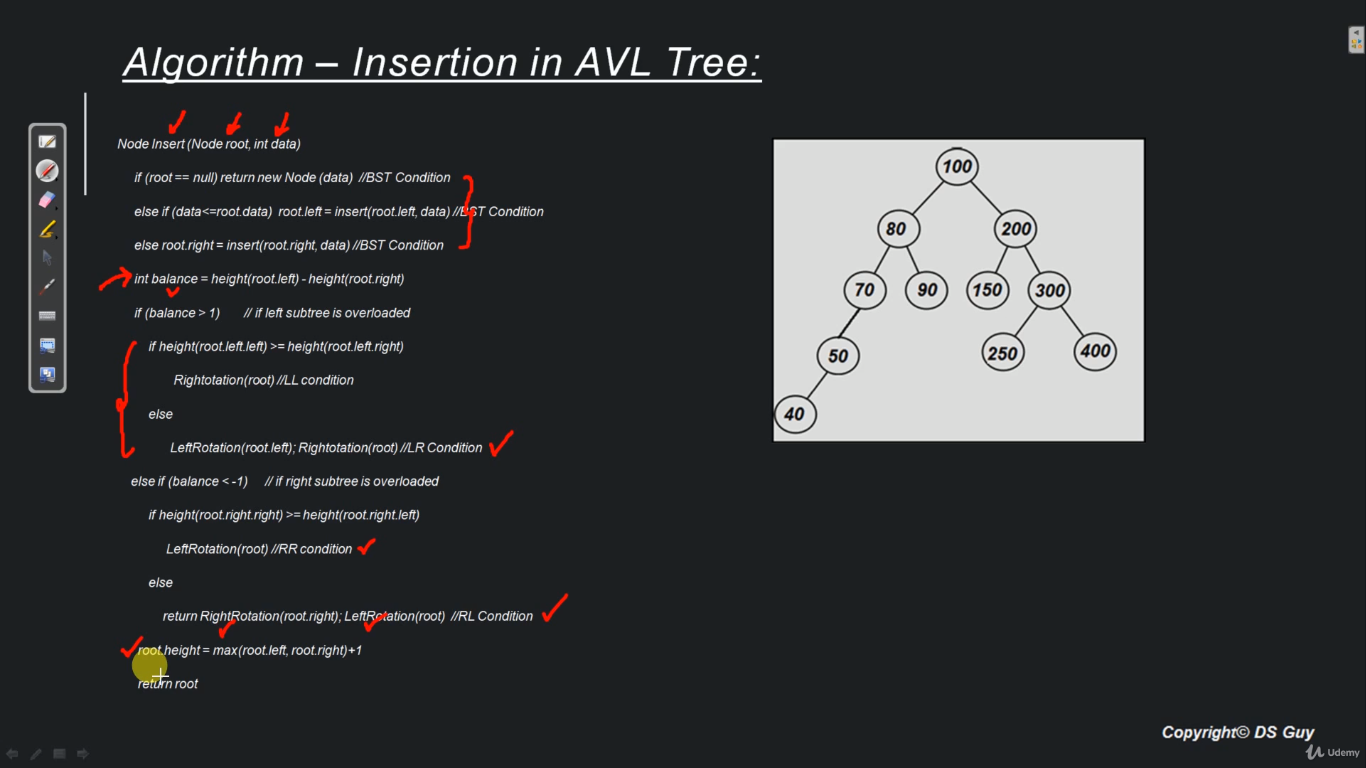 Algorithm – Insertion in AVL Tree:
Node Insert (Node root, int data)
if (root == null) return new Node (data) //BST Condition
else if (data<=root.data) root.left = insert(root.left, data) //BST Condition
else root.right = insert(root.right, data) //BST Condition
int balance = height(root.left) - height(root.right)
if (balance > 1) // if left subtree is overloaded
if height(root.left.left) >= height(root.left.right)
Rightotation(root) //LL condition
else
LeftRotation(root.left); Rightotation(root) //LR Condition
else if (balance < -1) // if right subtree is overloaded
if height(root.right.right) >= height(root.right.left)
LeftRotation(root) //RR condition
else
return RightRotation(root.right); LeftRotation(root) //RL Condition
root.height = max(root.left, root.right)+1
return root
100
80 200
70 90 150 300
50 250 400
40
Copyright© DS Guy
Udemy